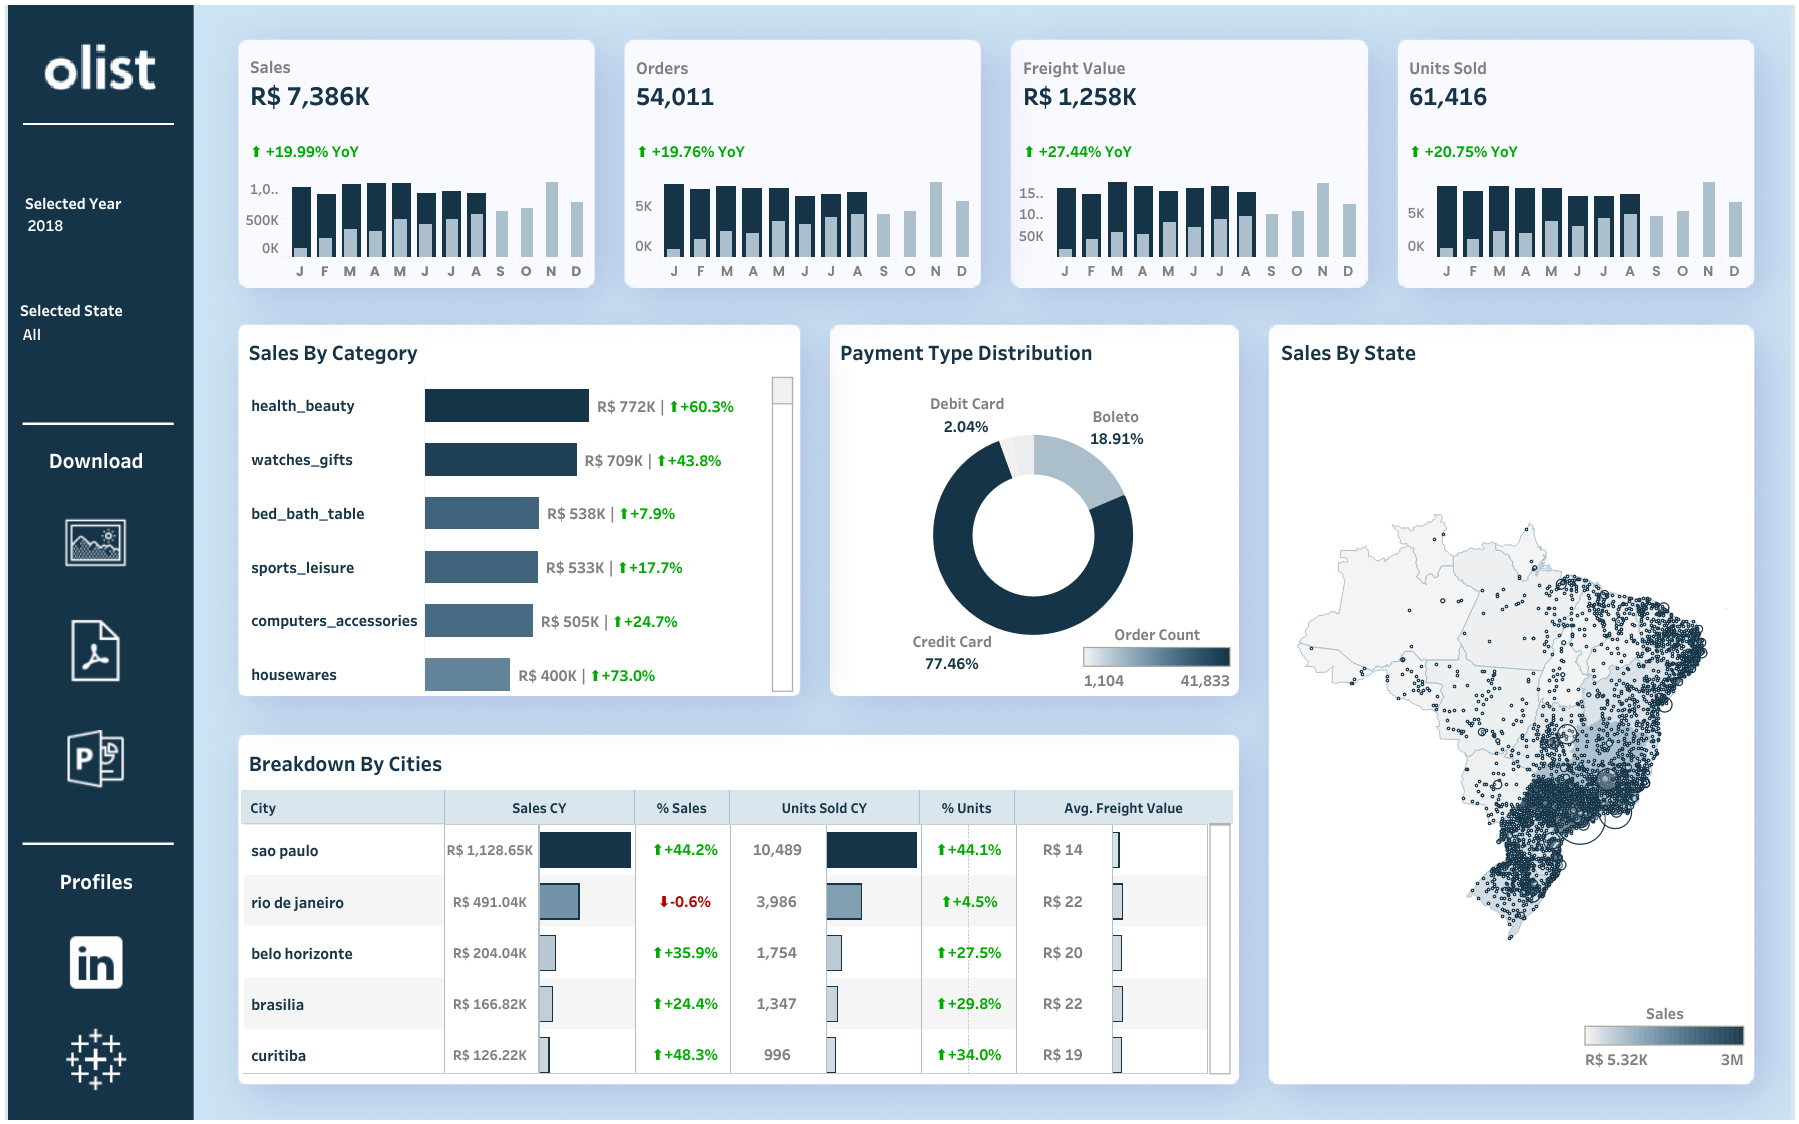 olist
Selected Year
2018
Selected State
All
Download
P
Profiles
in
Sales
R$ 7,386K
⬆ +19.99% YoY
1,0..
500K
0K
J F M A M J J A S O N D
Orders
54,011
⬆ +19.76% YoY
5K
0K
J F M A M J J A S O N D
Freight Value
R$ 1,258K
⬆ +27.44% YoY
15..
10..
50K
J F M A M J J A S O N D
Units Sold
61,416
⬆ +20.75% YoY
5K
0K
J F M A M J J A S O N D
Sales By Category
health_beauty R$ 772K | ⬆+60.3%
watches_gifts R$ 709K | ⬆+43.8%
bed_bath_table R$ 538K | ⬆+7.9%
sports_leisure R$ 533K | ⬆+17.7%
computers_accessories R$ 505K | ⬆+24.7%
housewares R$ 400K | ⬆+73.0%
Payment Type Distribution
Debit Card
2.04%
Boleto
18.91%
Credit Card
77.46%
Order Count
1,104 41,833
Sales By State
Sales
R$ 5.32K 3M
Breakdown By Cities
City Sales CY % Sales Units Sold CY % Units Avg. Freight Value
sao paulo R$ 1,128.65K ⬆+44.2% 10,489 ⬆+44.1% R$ 14
rio de janeiro R$ 491.04K ⬇-0.6% 3,986 ⬆+4.5% R$ 22
belo horizonte R$ 204.04K ⬆+35.9% 1,754 ⬆+27.5% R$ 20
brasilia R$ 166.82K ⬆+24.4% 1,347 ⬆+29.8% R$ 22
curitiba R$ 126.22K ⬆+48.3% 996 ⬆+34.0% R$ 19